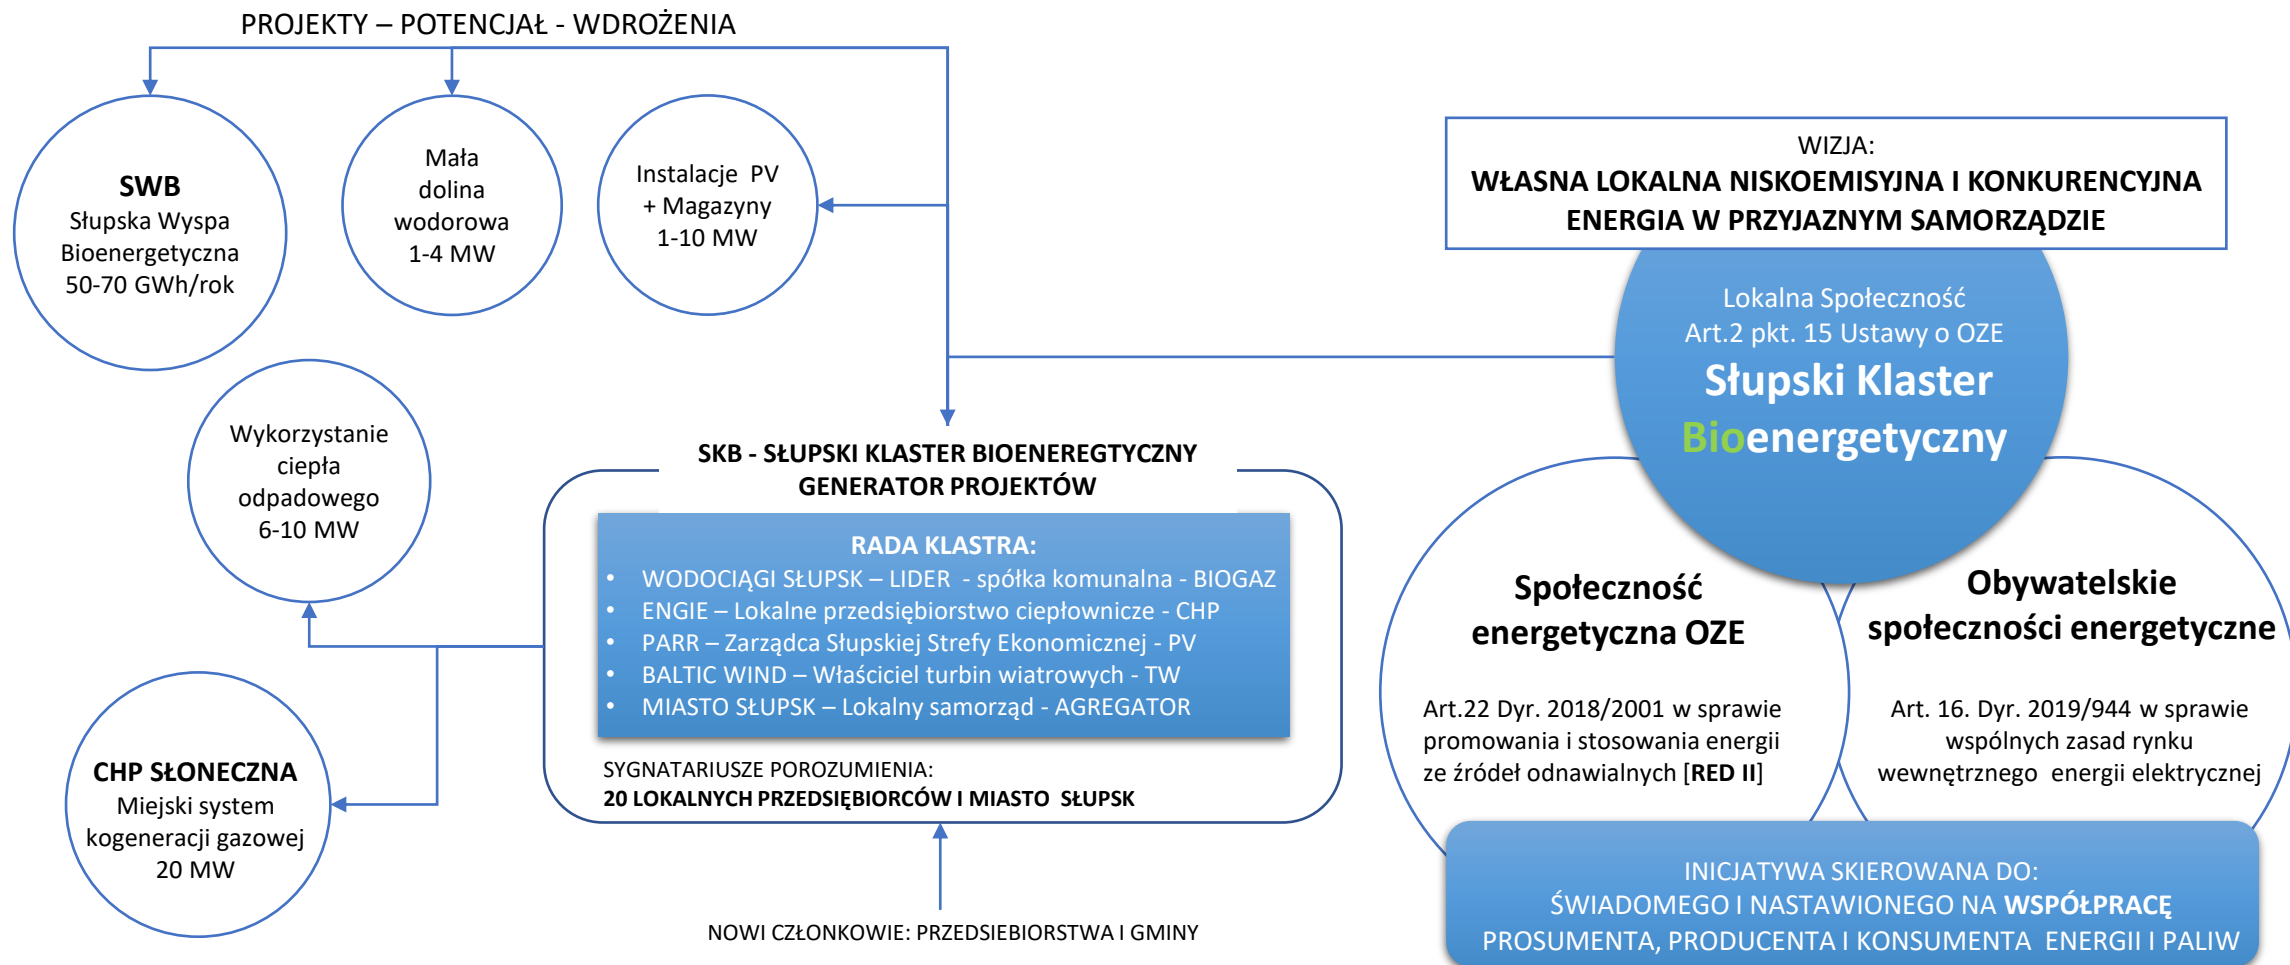 PROJEKTY – POTENCJAŁ - WDROŻENIA
SWB
Słupska Wyspa
Bioenergetyczna
50-70 GWh/rok
Mała
dolina
wodorowa
1-4 MW
Instalacje PV
+ Magazyny
1-10 MW
Wykorzystanie
ciepła
odpadowego
6-10 MW
CHP SŁONECZNA
Miejski system
kogeneracji gazowej
20 MW
SKB - SŁUPSKI KLASTER BIOENEREGTYCZNY
GENERATOR PROJEKTÓW
RADA KLASTRA:
• WODOCIĄGI SŁUPSK – LIDER - spółka komunalna - BIOGAZ
• ENGIE – Lokalne przedsiębiorstwo ciepłownicze - CHP
• PARR – Zarządca Słupskiej Strefy Ekonomicznej - PV
• BALTIC WIND – Właściciel turbin wiatrowych - TW
• MIASTO SŁUPSK – Lokalny samorząd - AGREGATOR
SYGNATARIUSZE POROZUMIENIA:
20 LOKALNYCH PRZEDSIĘBIORCÓW I MIASTO SŁUPSK
NOWI CZŁONKOWIE: PRZEDSIEBIORSTWA I GMINY
WIZJA:
WŁASNA LOKALNA NISKOEMISYJNA I KONKURENCYJNA
ENERGIA W PRZYJAZNYM SAMORZĄDZIE
Lokalna Społeczność
Art.2 pkt. 15 Ustawy o OZE
Słupski Klaster
Bioenergetyczny
Społeczność
energetyczna OZE
Art.22 Dyr. 2018/2001 w sprawie
promowania i stosowania energii
ze źródeł odnawialnych [RED II]
Obywatelskie
społeczności energetyczne
Art. 16. Dyr. 2019/944 w sprawie
wspólnych zasad rynku
wewnętrznego energii elektrycznej
INICJATYWA SKIEROWANA DO:
ŚWIADOMEGO I NASTAWIONEGO NA WSPÓŁPRACĘ
PROSUMENTA, PRODUCENTA I KONSUMENTA ENERGII I PALIW